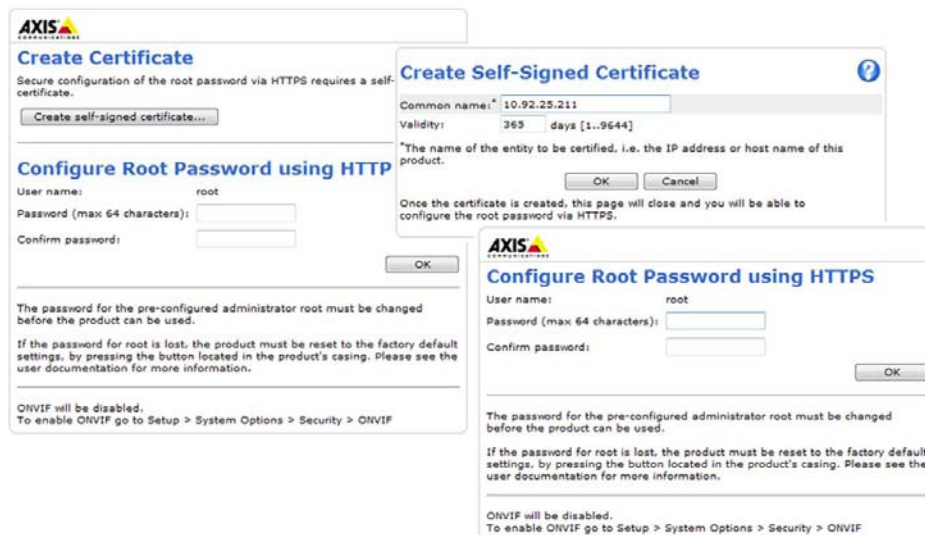 AXIS
COMMUNICATIONS
Create Certificate
Secure configuration of the root password via HTTPS requires a self-
certificate.
Create self-signed certificate...
Configure Root Password using HTTP
User name: root
Password (max 64 characters):
Confirm password:
OK
The password for the pre-configured administrator root must be changed
before the product can be used.
If the password for root is lost, the product must be reset to the factory default
settings, by pressing the button located in the product's casing. Please see the
user documentation for more information.
ONVIF will be disabled.
To enable ONVIF go to Setup > System Options > Security > ONVIF
Create Self-Signed Certificate
?
Common name:* 10.92.25.211
Validity: 365 days [1..9644]
*The name of the entity to be certified, i.e. the IP address or host name of this
product.
OK Cancel
Once the certificate is created, this page will close and you will be able to
configure the root password via HTTPS.
AXIS
COMMUNICATIONS
Configure Root Password using HTTPS
User name: root
Password (max 64 characters):
Confirm password:
OK
The password for the pre-configured administrator root must be changed
before the product can be used.
If the password for root is lost, the product must be reset to the factory default
settings, by pressing the button located in the product's casing. Please see the
user documentation for more information.
ONVIF will be disabled.
To enable ONVIF go to Setup > System Options > Security > ONVIF